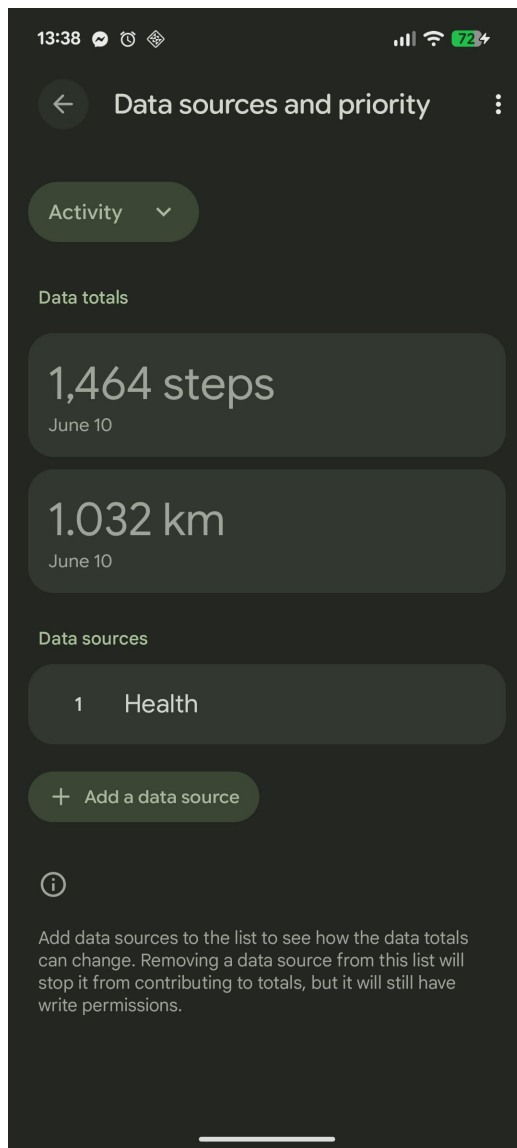 13:38
72
Data sources and priority
Activity
Data totals
1,464 steps
June 10
1.032 km
June 10
Data sources
1 Health
+ Add a data source
Add data sources to the list to see how the data totals
can change. Removing a data source from this list will
stop it from contributing to totals, but it will still have
write permissions.